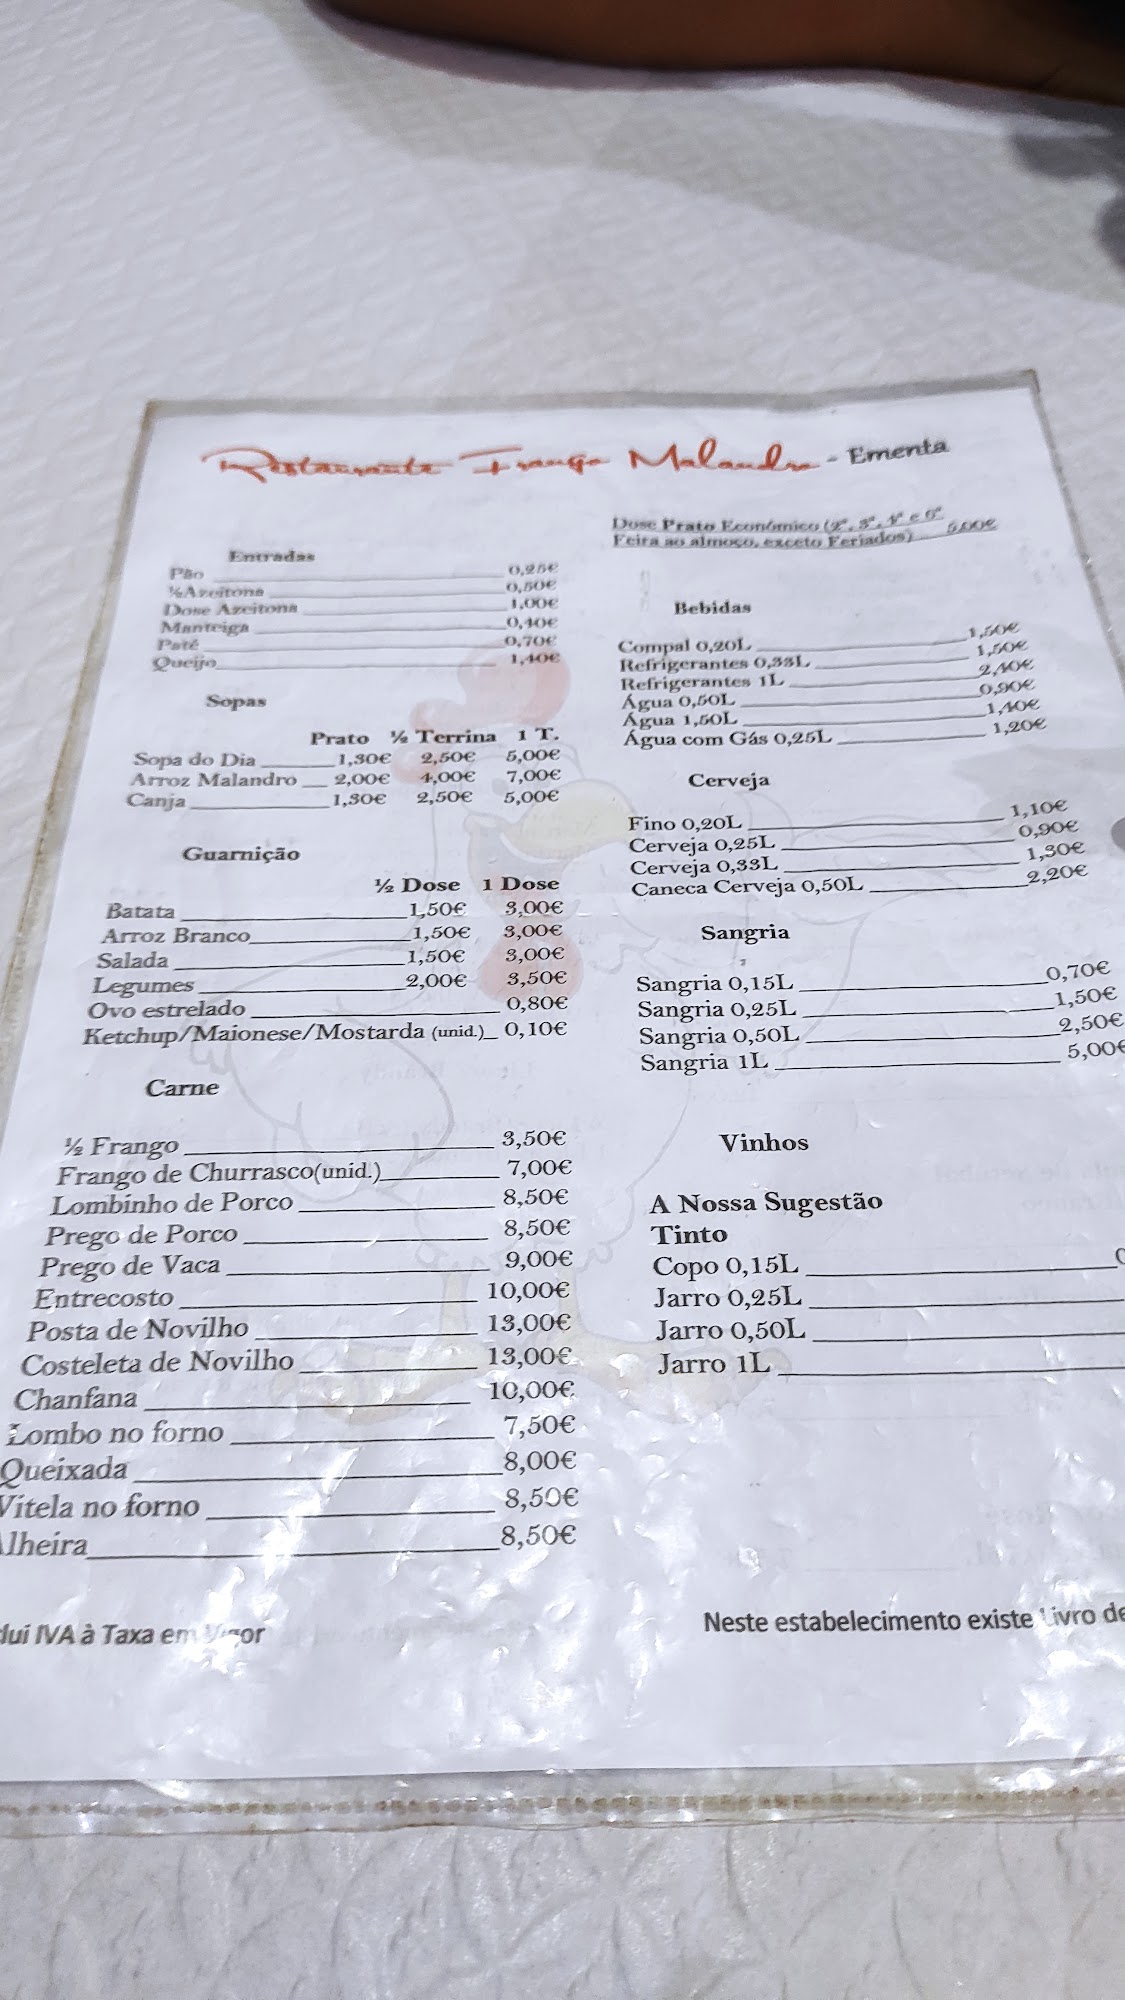 Restaurante Frango Malandro - Ementa
Entradas
Pão 0,25€
½Azeitona 0,50€
Dose Azeitona 1,00€
Manteiga 0,40€
Paté 0,70€
Queijo 1,40€
Sopas
Prato ½ Terrina 1 T.
Sopa do Dia 1,30€ 2,50€ 5,00€
Arroz Malandro 2,00€ 4,00€ 7,00€
Canja 1,30€ 2,50€ 5,00€
Guarnição
½ Dose 1 Dose
Batata 1,50€ 3,00€
Arroz Branco 1,50€ 3,00€
Salada 1,50€ 3,00€
Legumes 2,00€ 3,50€
Ovo estrelado 0,80€
Ketchup/Maionese/Mostarda (unid.) 0,10€
Carne
½ Frango 3,50€
Frango de Churrasco(unid.) 7,00€
Lombinho de Porco 8,50€
Prego de Porco 8,50€
Prego de Vaca 9,00€
Entrecosto 10,00€
Posta de Novilho 13,00€
Costeleta de Novilho 13,00€
Chanfana 10,00€
Lombo no forno 7,50€
Queixada 8,00€
Vitela no forno 8,50€
Alheira 8,50€
Dose Prato Económico (2ª, 3ª, 4ª e 6ª
Feira ao almoço, exceto Feriados) 5,00€
Bebidas
Compal 0,20L 1,50€
Refrigerantes 0,33L 1,50€
Refrigerantes 1L 2,40€
Água 0,50L 0,90€
Água 1,50L 1,40€
Água com Gás 0,25L 1,20€
Cerveja
Fino 0,20L 1,10€
Cerveja 0,25L 0,90€
Cerveja 0,33L 1,30€
Caneca Cerveja 0,50L 2,20€
Sangria
Sangria 0,15L 0,70€
Sangria 0,25L 1,50€
Sangria 0,50L 2,50€
Sangria 1L 5,00€
Vinhos
A Nossa Sugestão
Tinto
Copo 0,15L
Jarro 0,25L
Jarro 0,50L
Jarro 1L
lui IVA à Taxa em Vigor
Neste estabelecimento existe Livro de